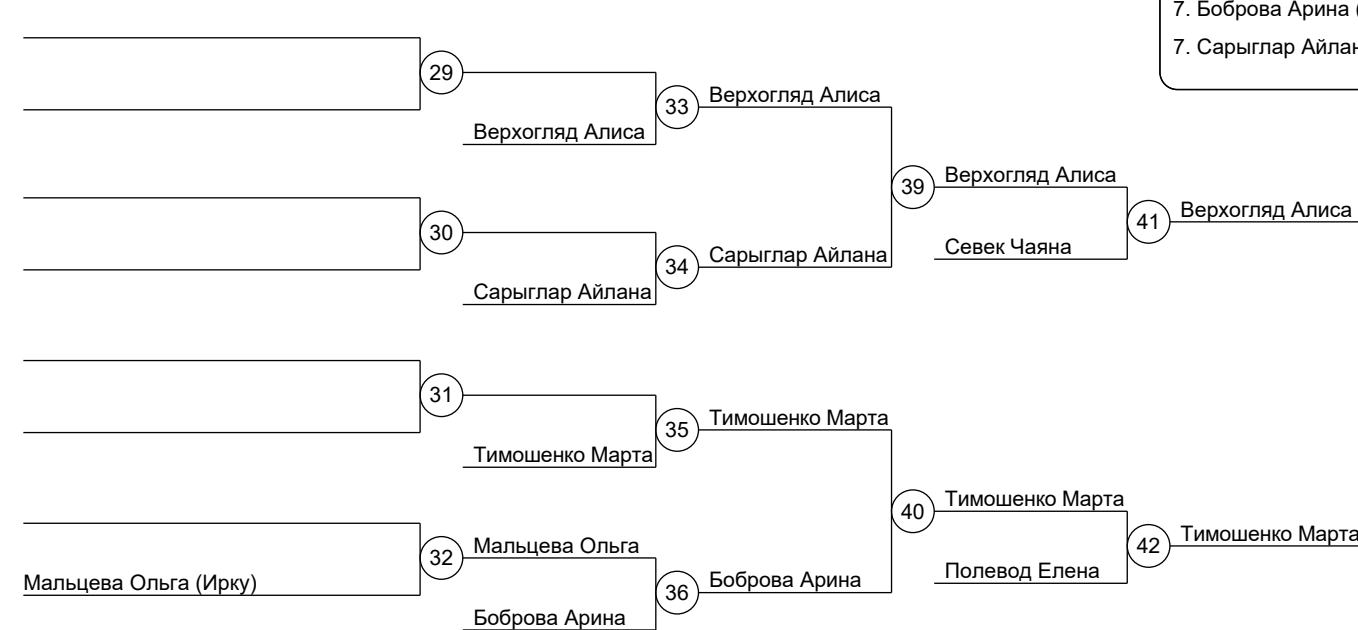 7. Боброва Арина (
7. Сарыглар Айлан
29
Верхогляд Алиса
33
Верхогляд Алиса
39
Верхогляд Алиса
41
Верхогляд Алиса
30
Сарыглар Айлана
34
Сарыглар Айлана
Севек Чаяна
31
Тимошенко Марта
35
Тимошенко Марта
40
Тимошенко Марта
42
Тимошенко Марта
Мальцева Ольга (Ирку)
32
Мальцева Ольга
Боброва Арина
36
Боброва Арина
Полевод Елена